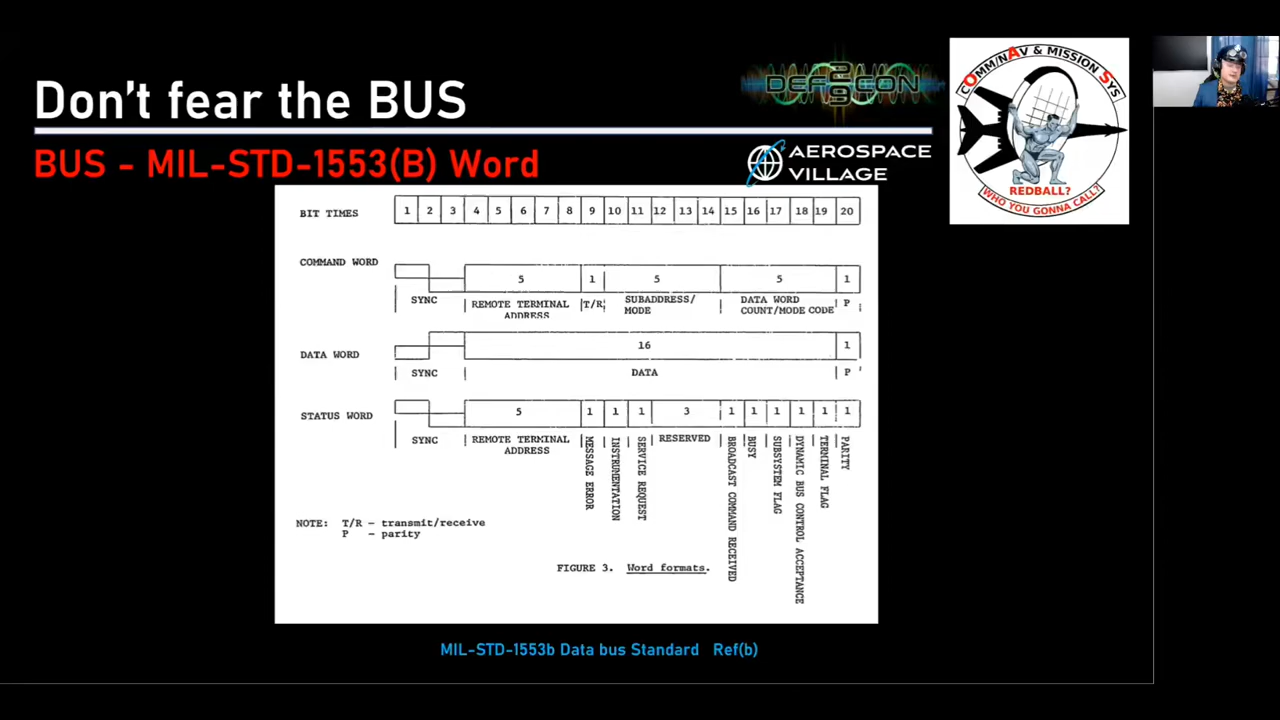 Don't fear the BUS
BUS - MIL-STD-1553(B) Word
DEF CON
29
AEROSPACE
VILLAGE
COMM/NAV & MISSION SYS
REDBALL?
WHO YOU GONNA CALL?
BIT TIMES 1 2 3 4 5 6 7 8 9 10 11 12 13 14 15 16 17 18 19 20
COMMAND WORD 5 1 5 5 1
SYNC REMOTE TERMINAL ADDRESS T/R SUBADDRESS/ MODE DATA WORD COUNT/MODE CODE P
DATA WORD 16 1
SYNC DATA P
STATUS WORD 5 1 1 1 3 1 1 1 1 1 1
SYNC REMOTE TERMINAL ADDRESS
MESSAGE ERROR
INSTRUMENTATION
SERVICE REQUEST
RESERVED
BROADCAST COMMAND RECEIVED
BUSY
SUBSYSTEM FLAG
DYNAMIC BUS CONTROL ACCEPTANCE
TERMINAL FLAG
PARITY
NOTE: T/R - transmit/receive
P - parity
FIGURE 3. Word formats.
MIL-STD-1553b Data bus Standard Ref(b)